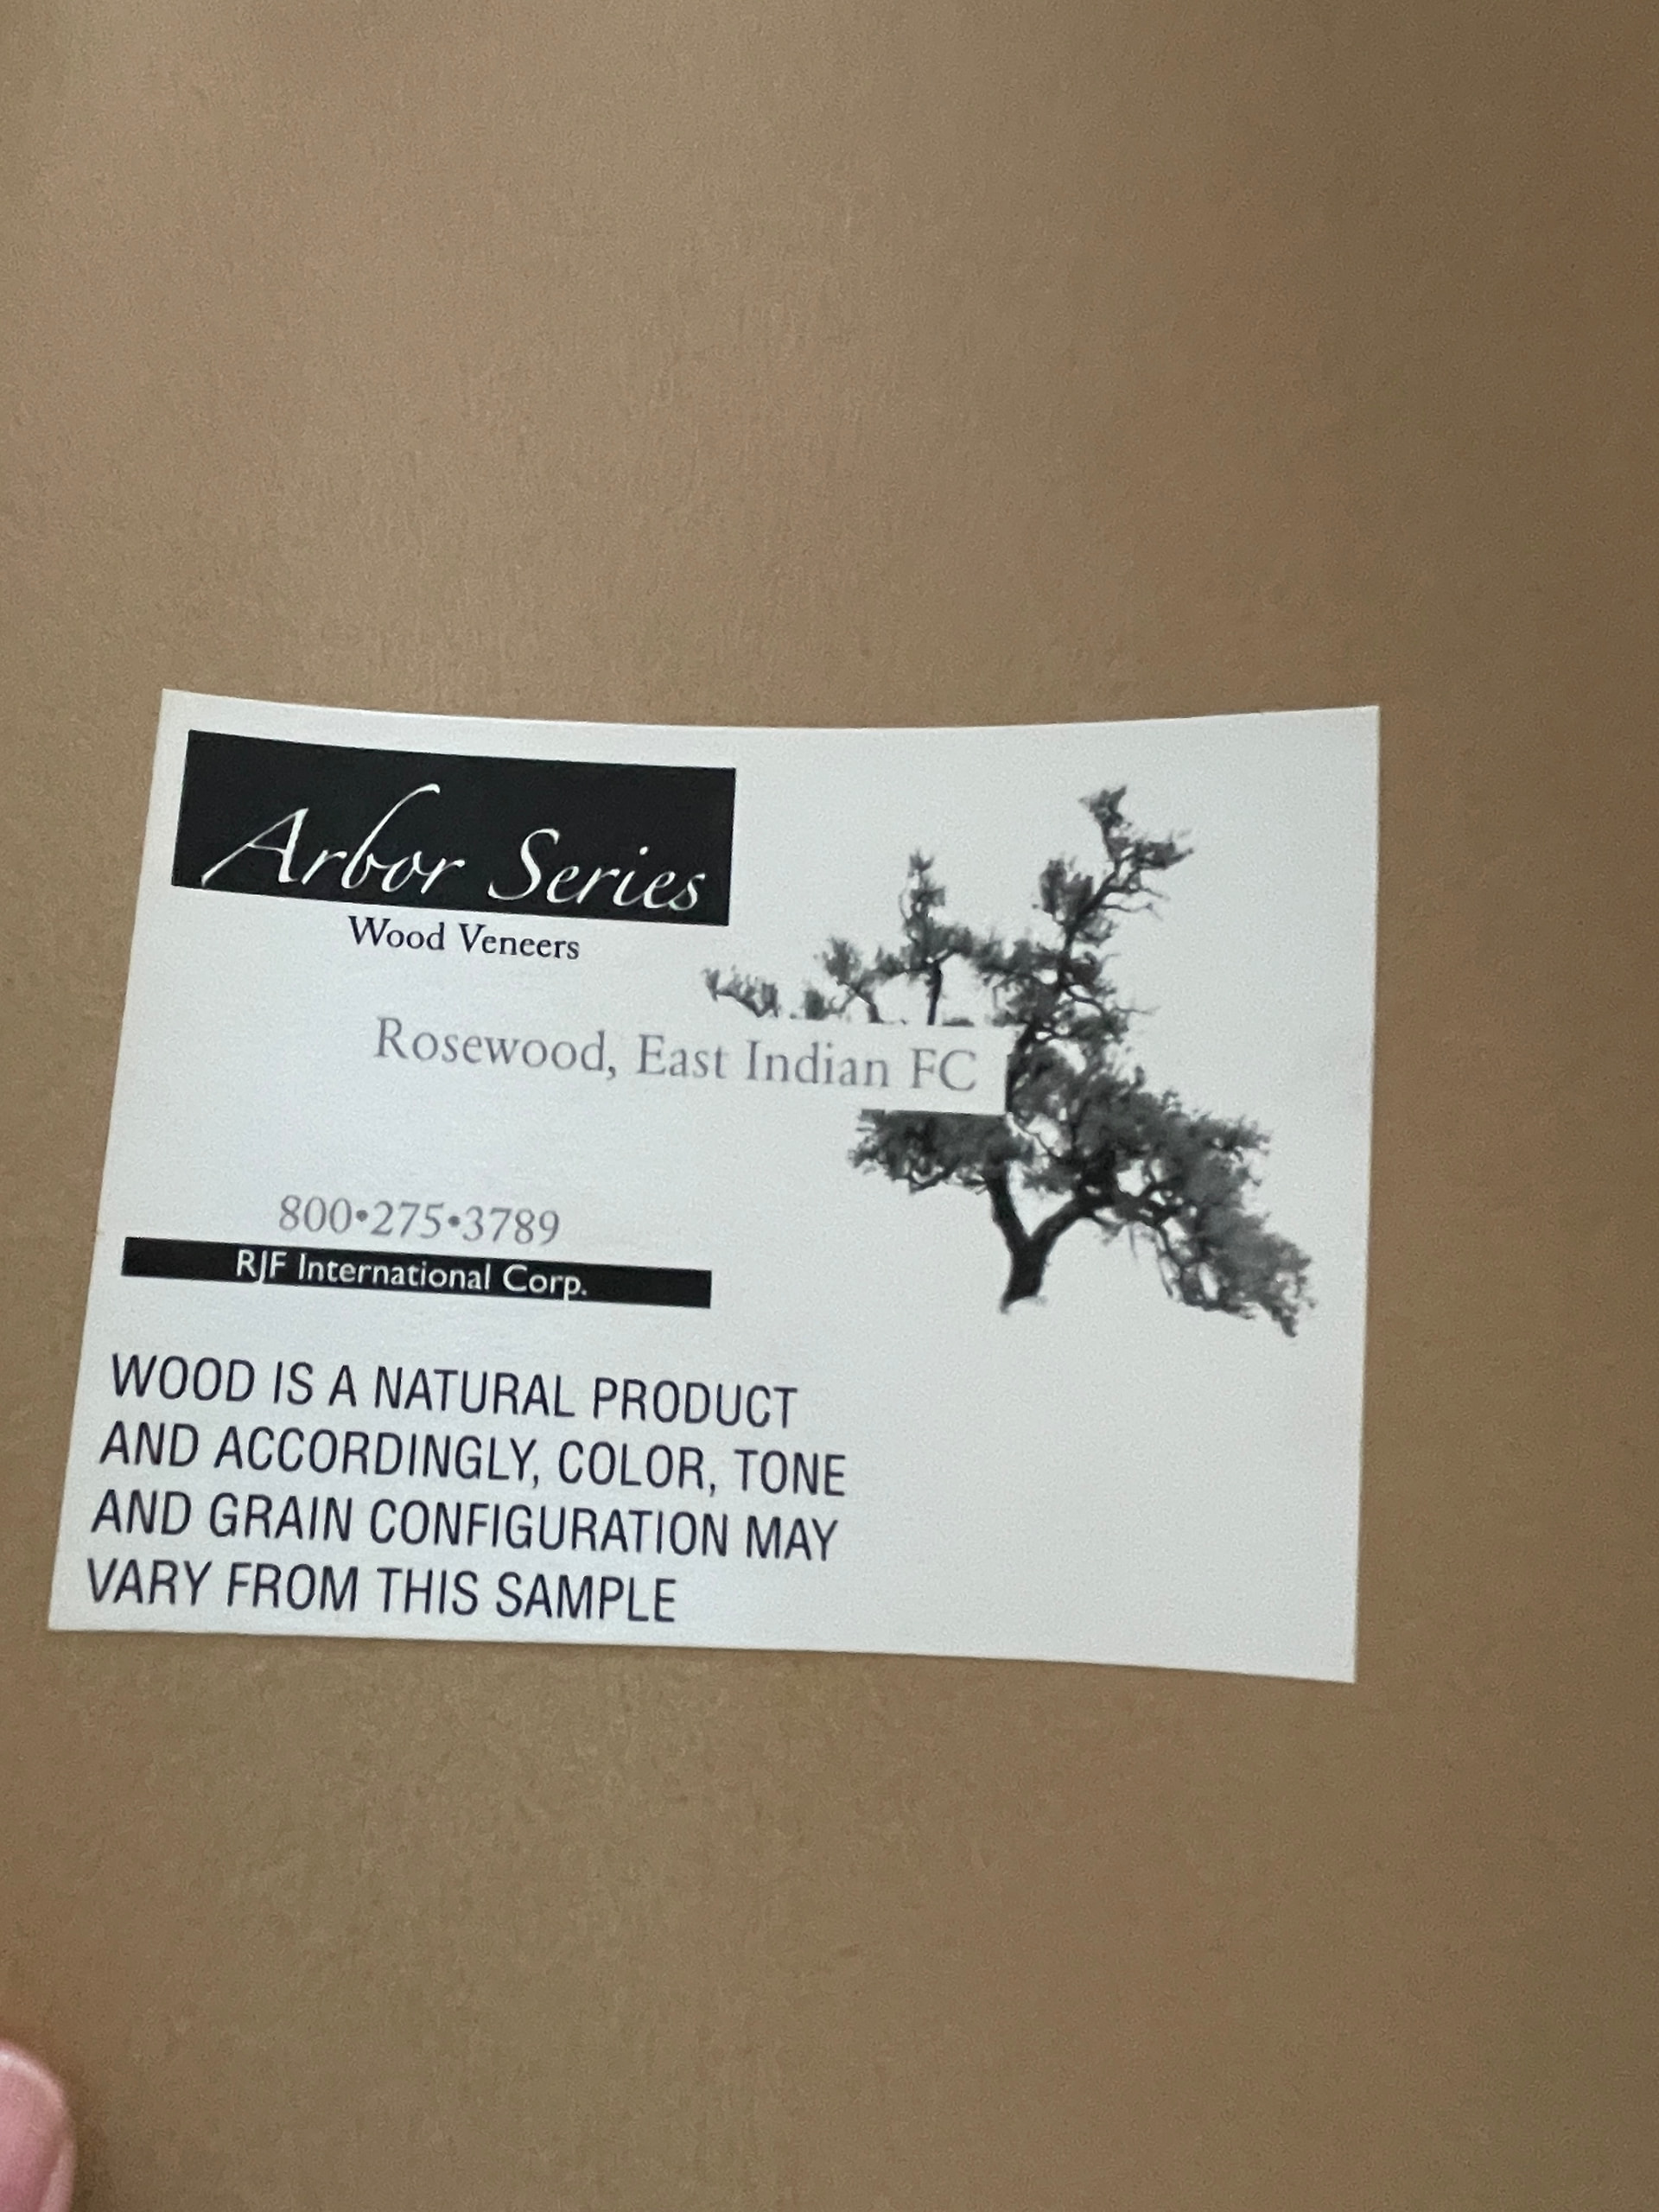 Arbor Series
Wood Veneers
Rosewood, East Indian FC
800•275•3789
RJF International Corp.
WOOD IS A NATURAL PRODUCT
AND ACCORDINGLY, COLOR, TONE
AND GRAIN CONFIGURATION MAY
VARY FROM THIS SAMPLE